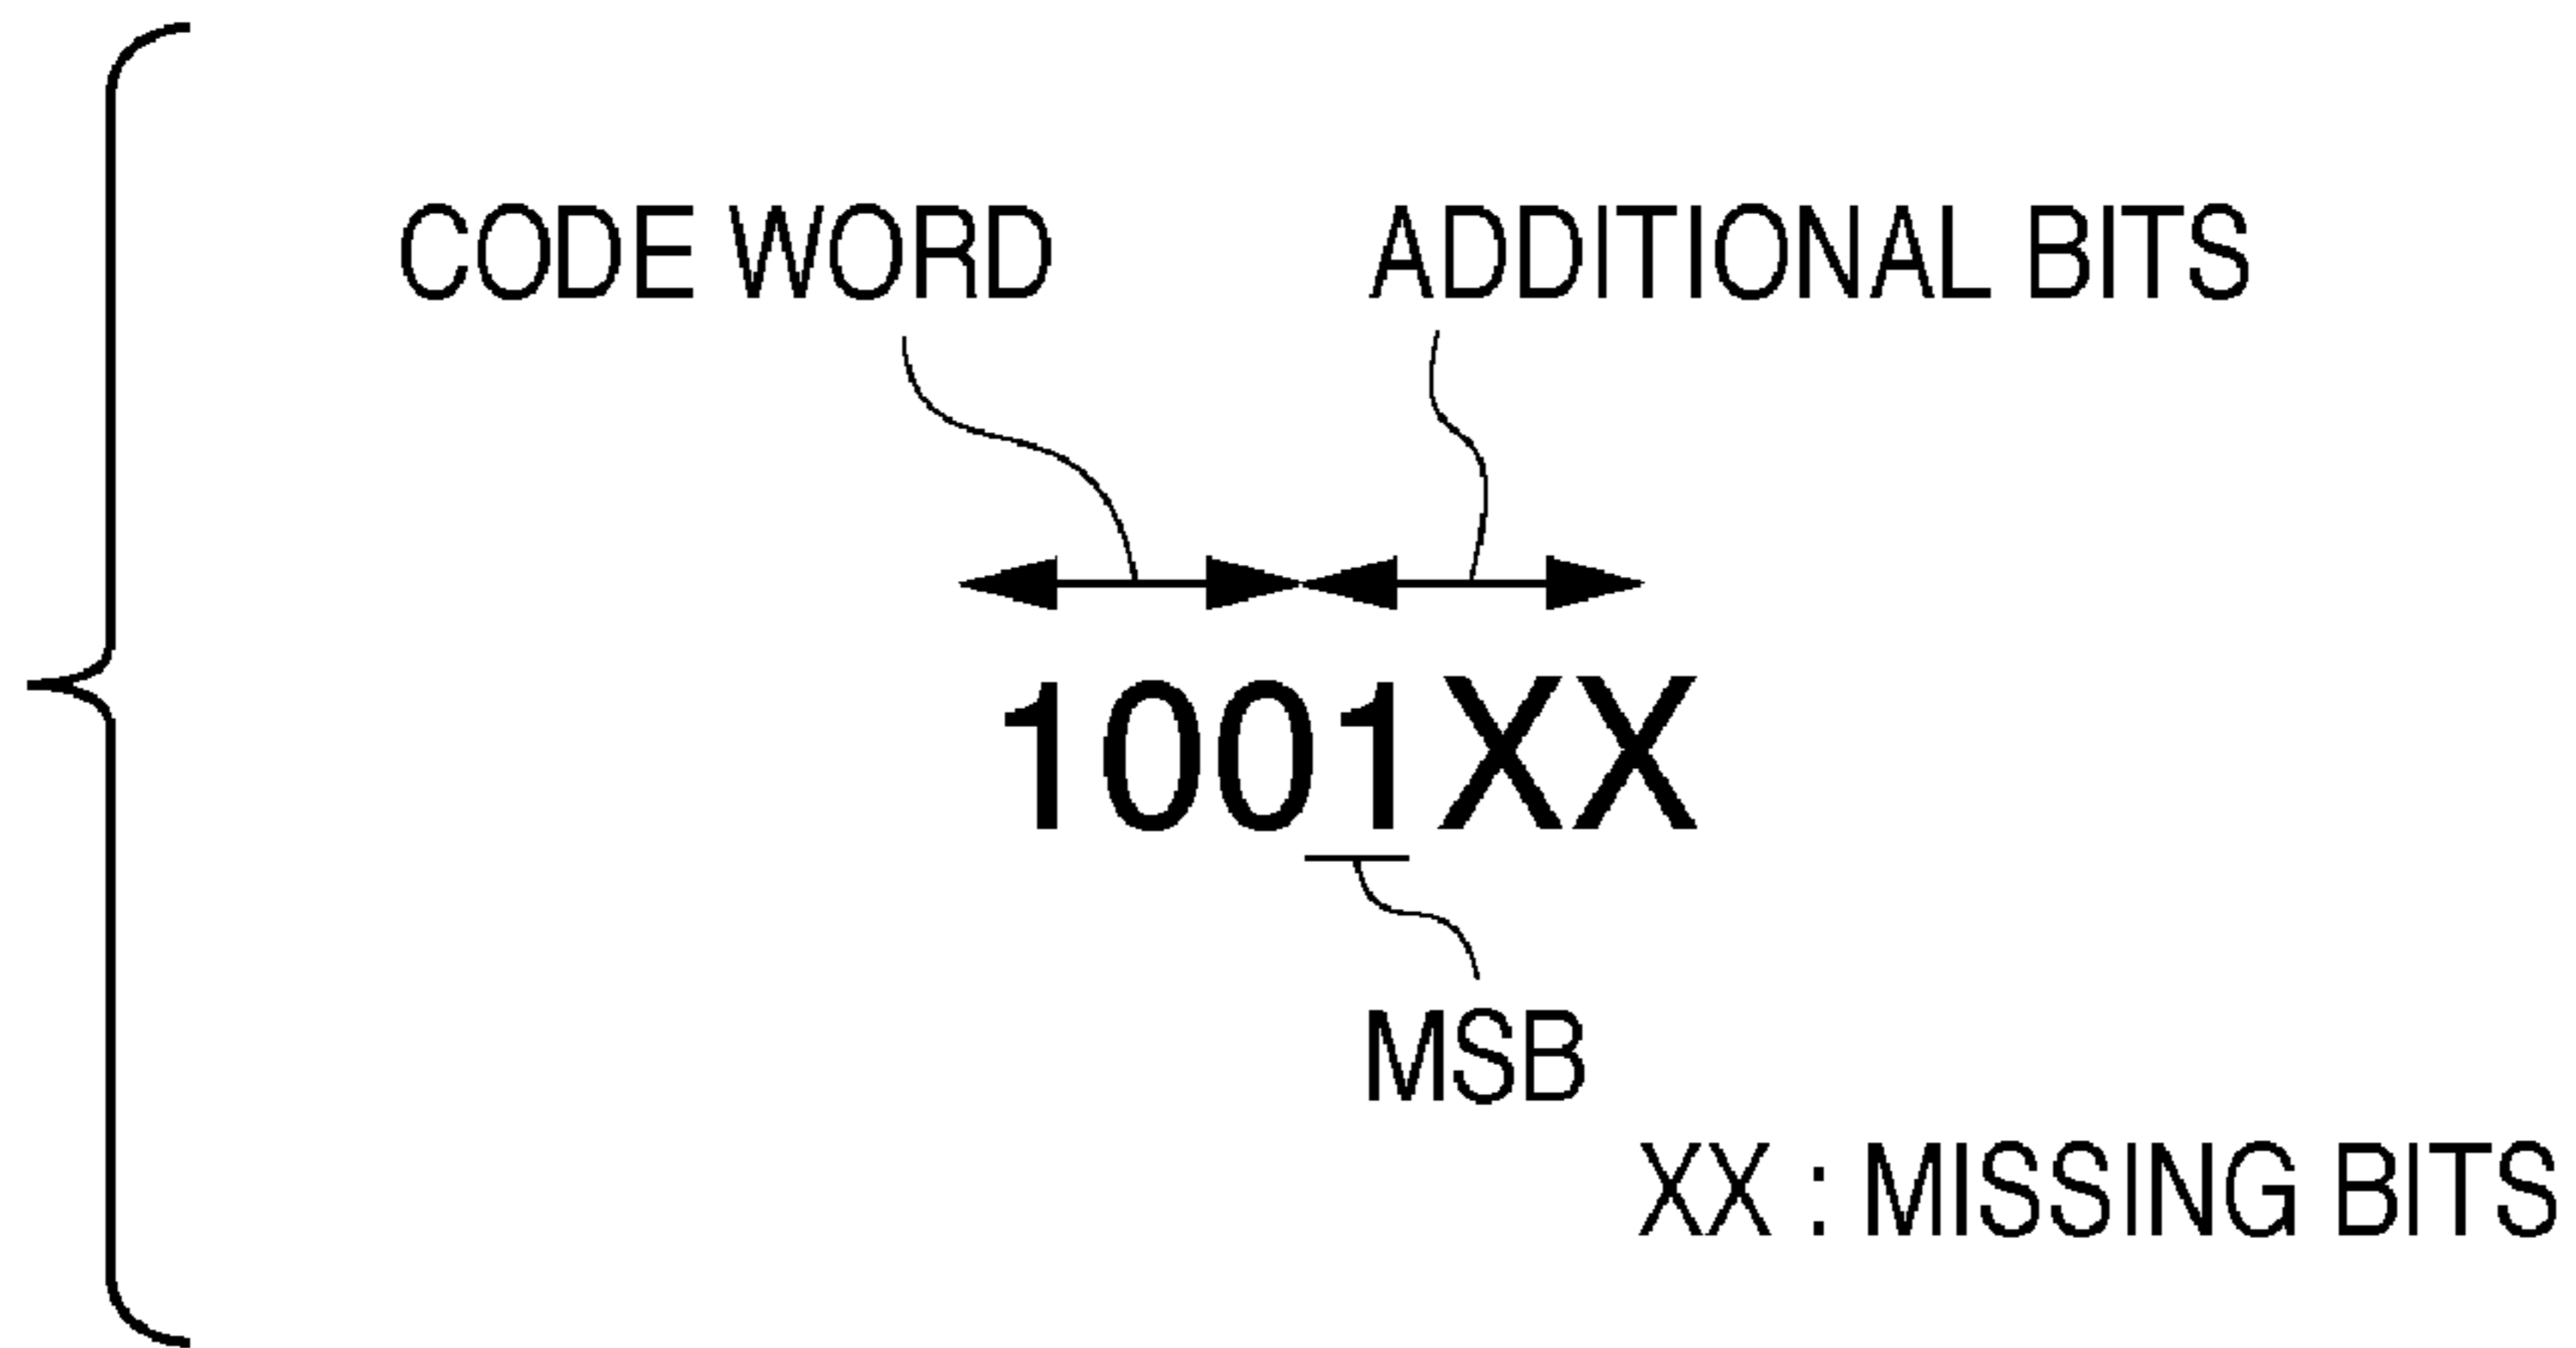 CODE WORD ADDITIONAL BITS
1001XX
MSB
XX : MISSING BITS